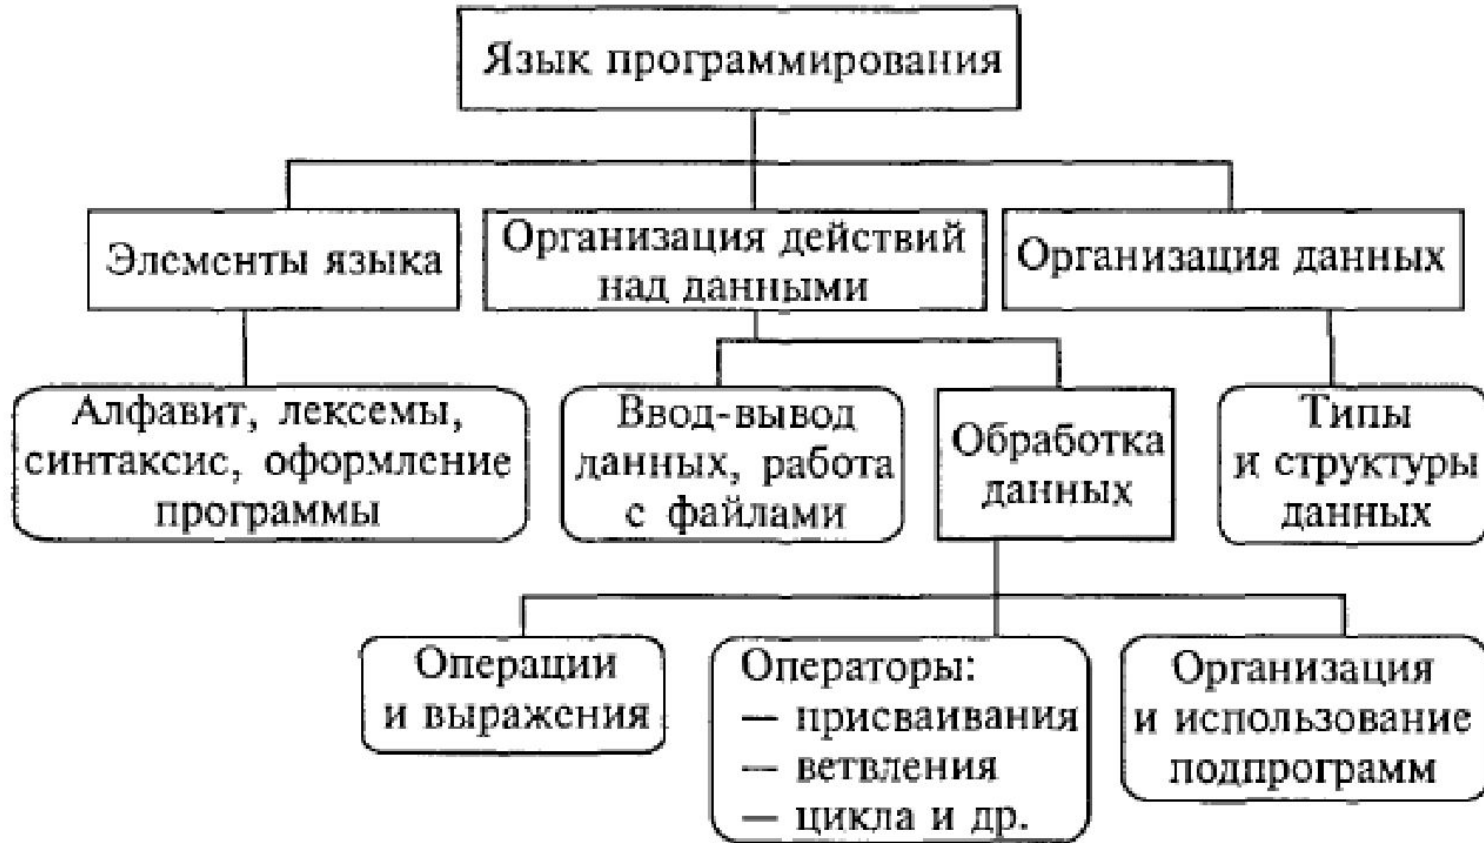 Язык программирования
Элементы языка
Организация действий
над данными
Организация данных
Алфавит, лексемы,
синтаксис, оформление
программы
Ввод-вывод
данных, работа
с файлами
Обработка
данных
Типы
и структуры
данных
Операции
и выражения
Операторы:
— присваивания
— ветвления
— цикла и др.
Организация
и использование
подпрограмм